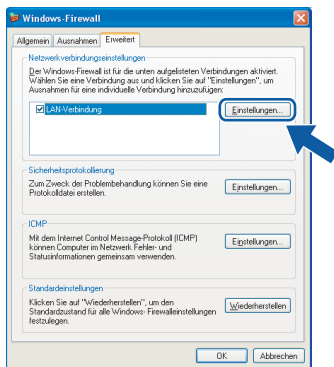 Windows-Firewall
Allgemein Ausnahmen Erweitert
Netzwerkverbindungseinstellungen
Der Windows-Firewall ist für die unten aufgelisteten Verbindungen aktiviert.
Wählen Sie eine Verbindung aus und klicken Sie auf "Einstellungen", um
Ausnahmen für eine individuelle Verbindung hinzuzufügen:
LAN-Verbindung
Einstellungen...
Sicherheitsprotokollierung
Zum Zweck der Problembehandlung können Sie eine
Protokolldatei erstellen.
Einstellungen...
ICMP
Mit dem Internet Control Message-Protokoll (ICMP)
können Computer im Netzwerk Fehler- und
Statusinformationen gemeinsam verwenden.
Einstellungen...
Standardeinstellungen
Klicken Sie auf "Wiederherstellen", um den
Standardzustand für alle Windows- Firewalleinstellungen
festzulegen.
Wiederherstellen
OK Abbrechen